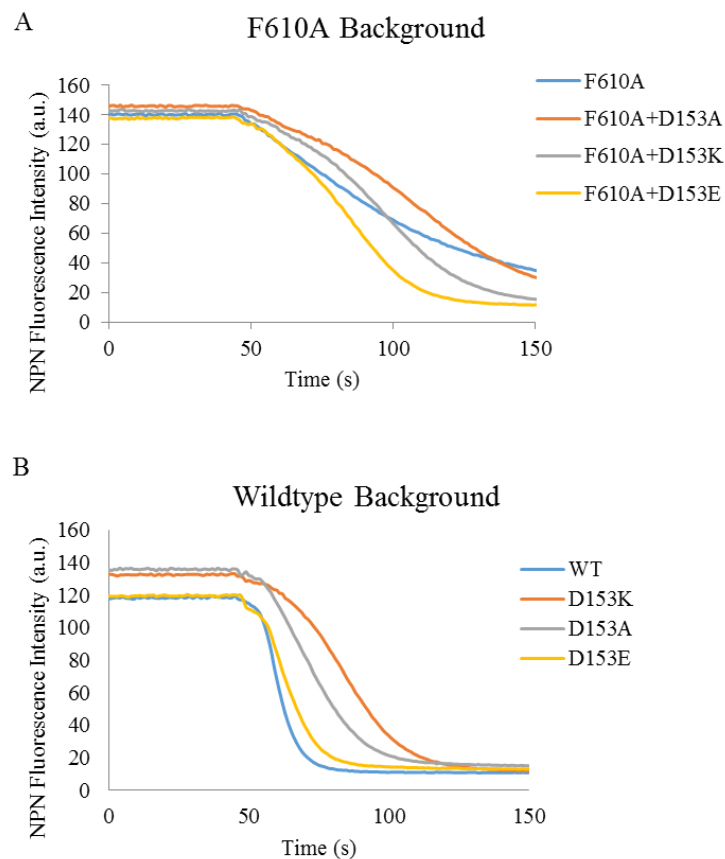 A
F610A Background
NPN Fluorescence Intensity (a.u.)
160
140
120
100
80
60
40
20
0
0 50 100 150
Time (s)
F610A
F610A+D153A
F610A+D153K
F610A+D153E
B
Wildtype Background
NPN Fluorescence Intensity (a.u.)
160
140
120
100
80
60
40
20
0
0 50 100 150
Time (s)
WT
D153K
D153A
D153E